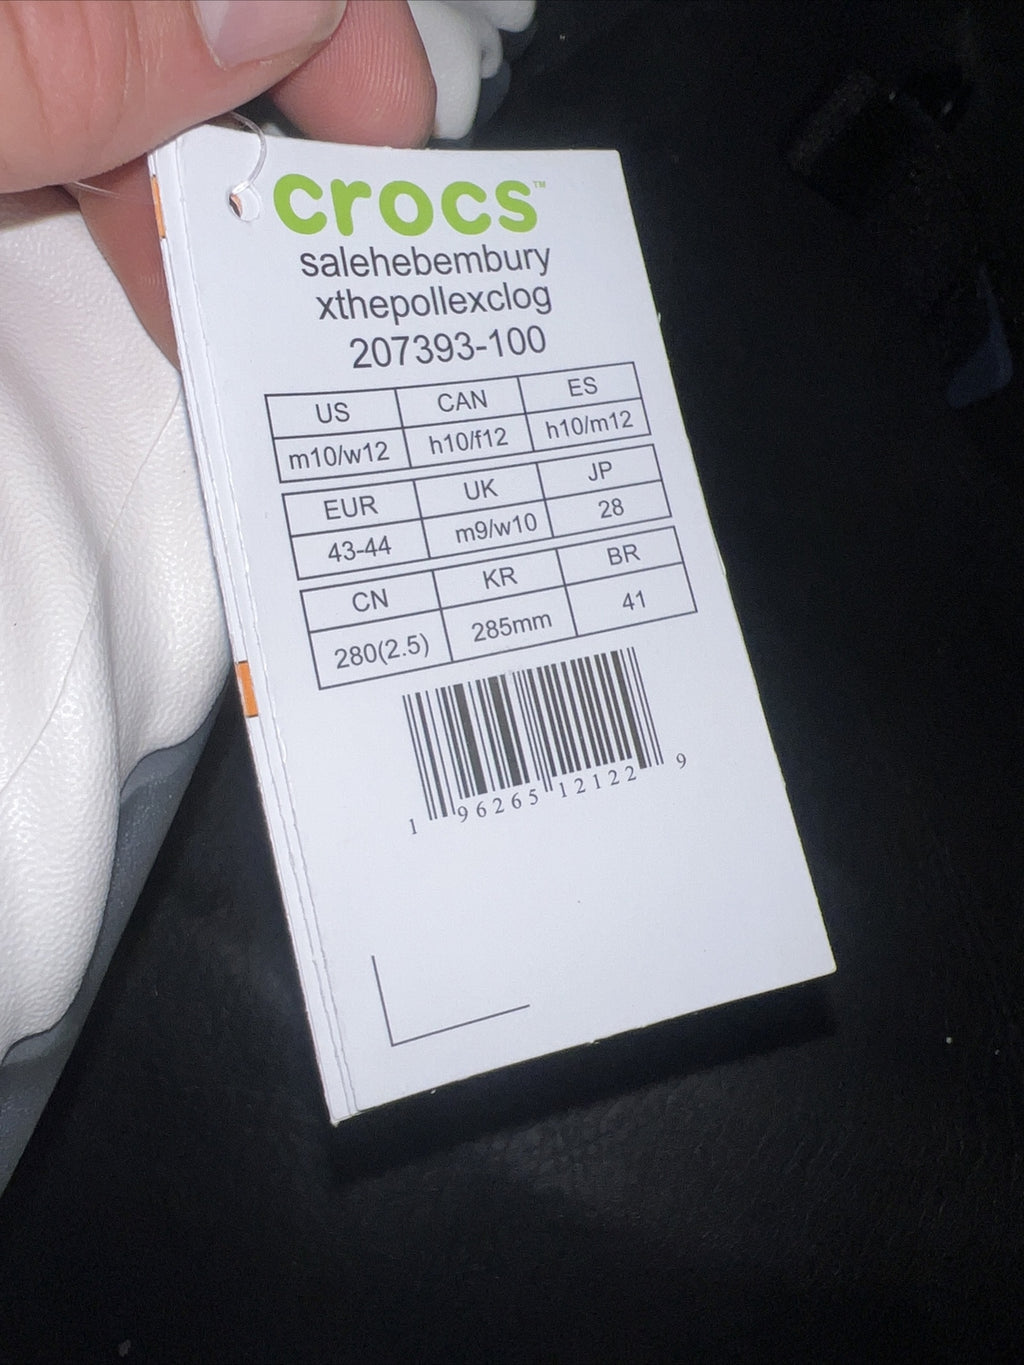 crocs™
salehebembury
xthepollexclog
207393-100
US CAN ES
m10/w12 h10/f12 h10/m12
EUR UK JP
43-44 m9/w10 28
CN KR BR
280(2.5) 285mm 41
1 96265 12122 9